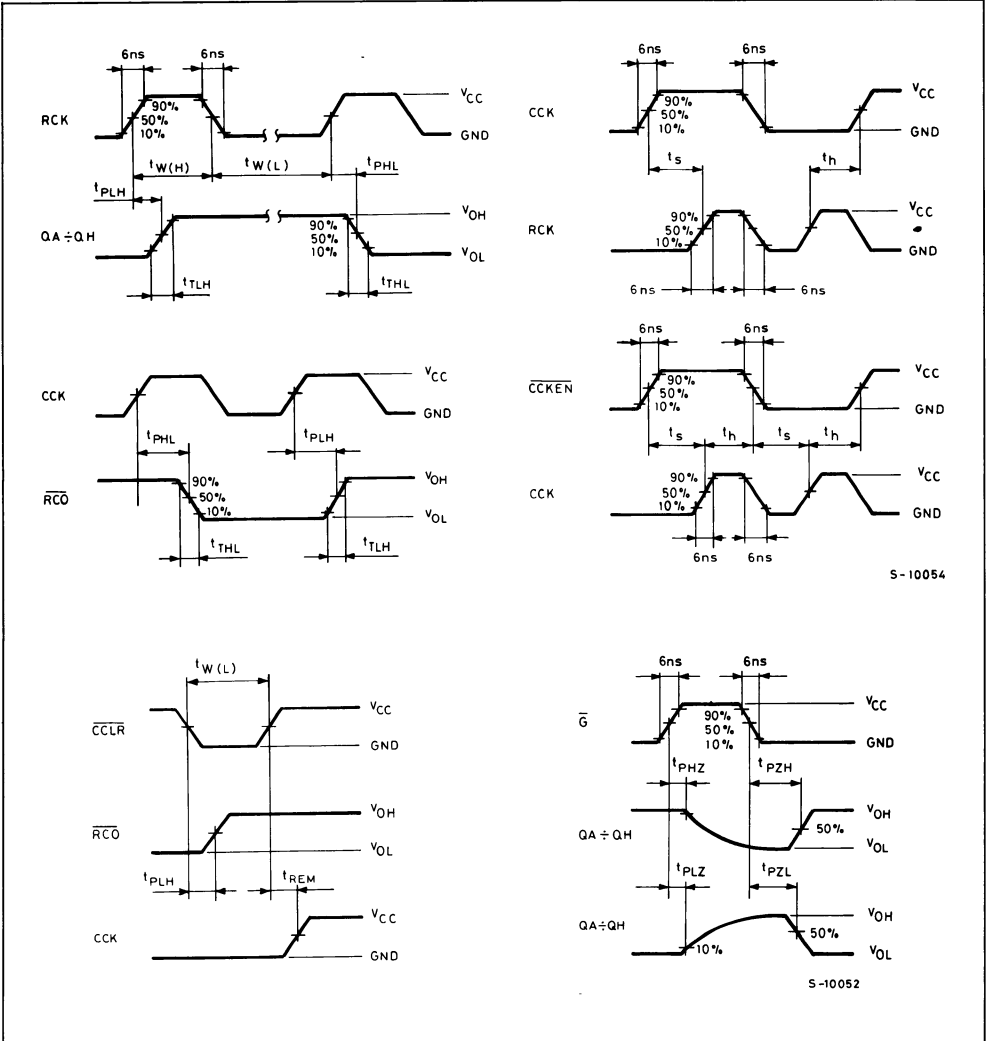 6ns 6ns
RCK
90%
50%
10%
VCC
GND
tW(H) tW(L) tPHL
tPLH
QA÷QH
90%
50%
10%
VOH
VOL
tTLH tTHL
CCK
VCC
GND
tPHL tPLH
RCO
90%
50%
10%
VOH
VOL
tTHL tTLH
6ns 6ns
CCK
90%
50%
10%
VCC
GND
ts th
RCK
90%
50%
10%
VCC
GND
6ns 6ns
6ns 6ns
CCKEN
90%
50%
10%
VCC
GND
ts th ts th
CCK
90%
50%
10%
VCC
GND
6ns 6ns
S-10054
tW(L)
CCLR
VCC
GND
RCO
VOH
VOL
tPLH tREM
CCK
VCC
GND
6ns 6ns
G
90%
50%
10%
VCC
GND
tPHZ tPZH
QA÷QH
VOH
50%
VOL
tPLZ tPZL
QA÷QH
VOH
50%
10%
VOL
S-10052